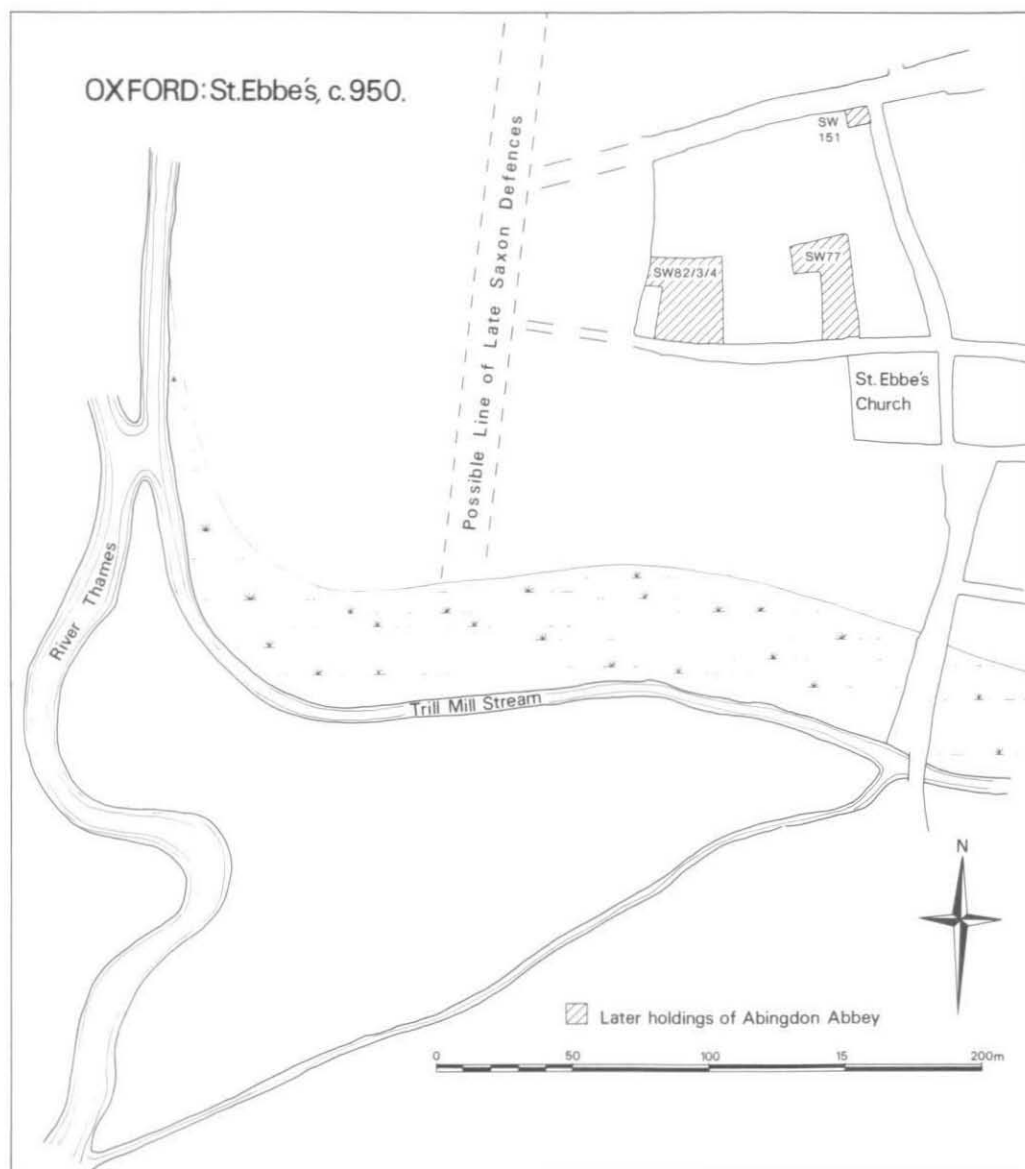 OXFORD: St.Ebbe's, c.950.
SW
151
Possible Line of Late Saxon Defences
SW82/3/4
SW77
St. Ebbe's
Church
River Thames
Trill Mill Stream
N
Later holdings of Abingdon Abbey
0 50 100 15 200m